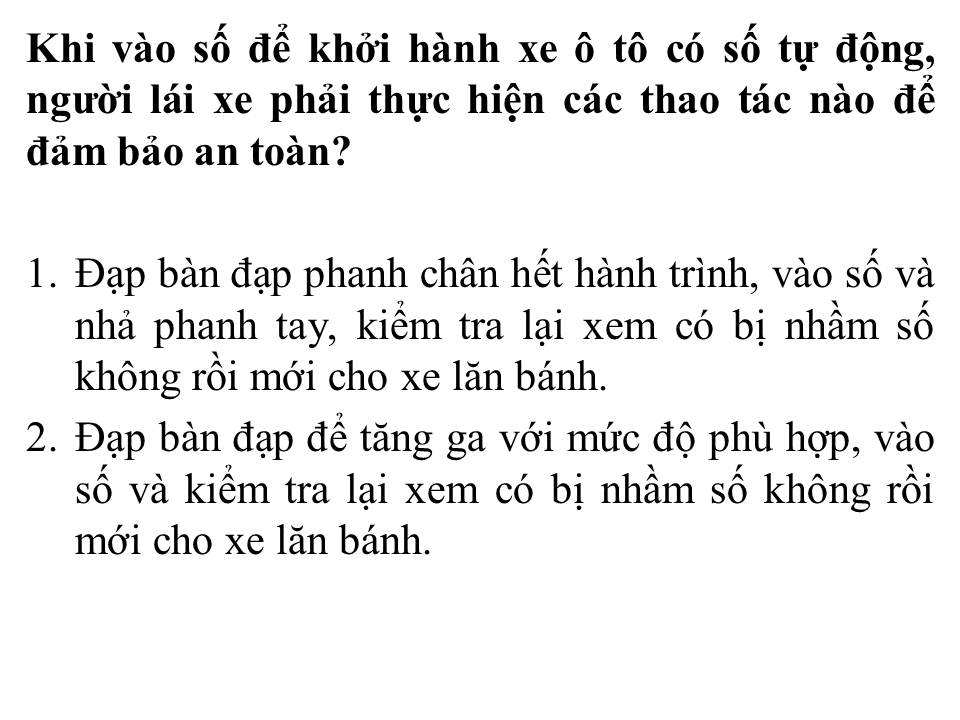 Khi vào số để khởi hành xe ô tô có số tự động,
người lái xe phải thực hiện các thao tác nào để
đảm bảo an toàn?
1. Đạp bàn đạp phanh chân hết hành trình, vào số và
nhả phanh tay, kiểm tra lại xem có bị nhầm số
không rồi mới cho xe lăn bánh.
2. Đạp bàn đạp để tăng ga với mức độ phù hợp, vào
số và kiểm tra lại xem có bị nhầm số không rồi
mới cho xe lăn bánh.